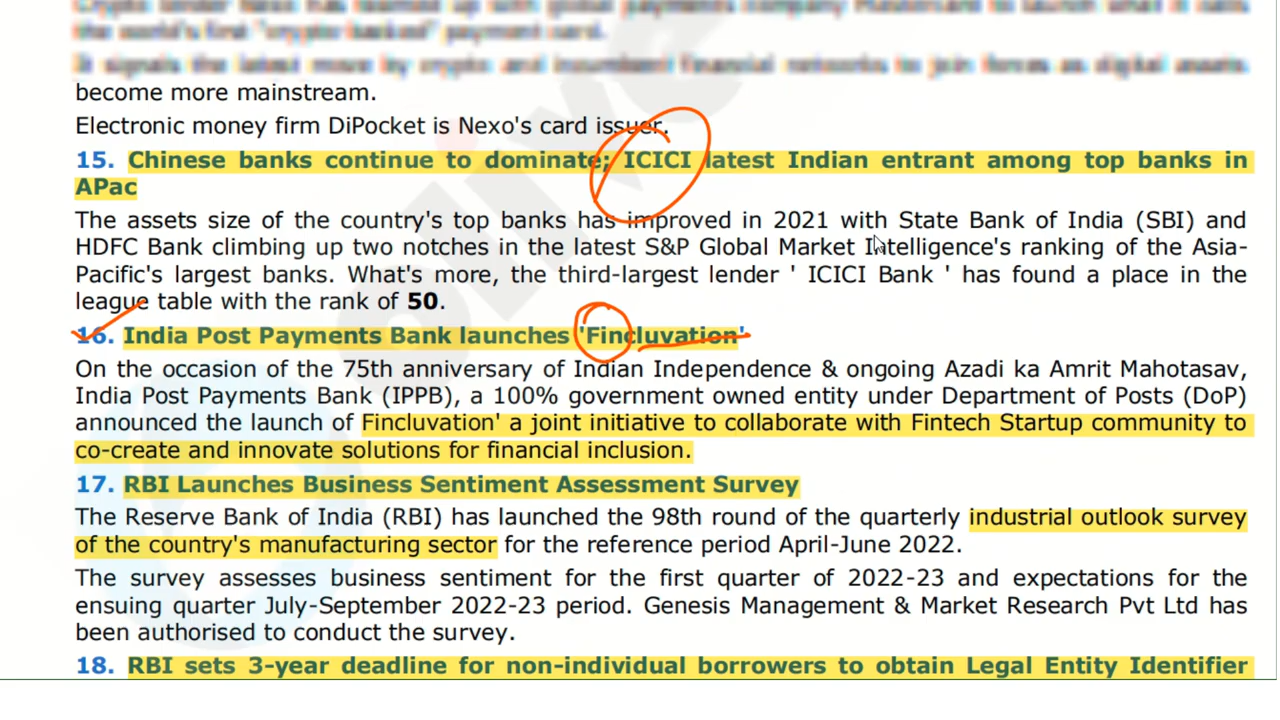 become more mainstream.
Electronic money firm DiPocket is Nexo's card issuer.
15. Chinese banks continue to dominate; ICICI latest Indian entrant among top banks in
APac
The assets size of the country's top banks has improved in 2021 with State Bank of India (SBI) and
HDFC Bank climbing up two notches in the latest S&P Global Market Intelligence's ranking of the Asia-
Pacific's largest banks. What's more, the third-largest lender ' ICICI Bank ' has found a place in the
league table with the rank of 50.
16. India Post Payments Bank launches 'Fincluvation'
On the occasion of the 75th anniversary of Indian Independence & ongoing Azadi ka Amrit Mahotasav,
India Post Payments Bank (IPPB), a 100% government owned entity under Department of Posts (DoP)
announced the launch of Fincluvation' a joint initiative to collaborate with Fintech Startup community to
co-create and innovate solutions for financial inclusion.
17. RBI Launches Business Sentiment Assessment Survey
The Reserve Bank of India (RBI) has launched the 98th round of the quarterly industrial outlook survey
of the country's manufacturing sector for the reference period April-June 2022.
The survey assesses business sentiment for the first quarter of 2022-23 and expectations for the
ensuing quarter July-September 2022-23 period. Genesis Management & Market Research Pvt Ltd has
been authorised to conduct the survey.
18. RBI sets 3-year deadline for non-individual borrowers to obtain Legal Entity Identifier